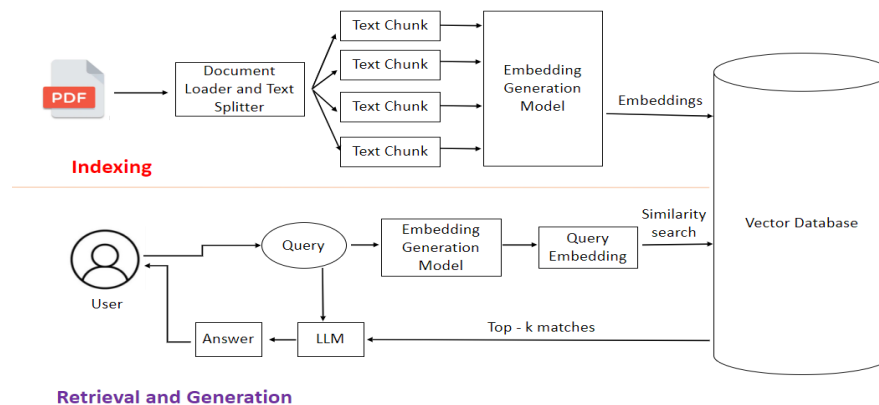 Text Chunk
Text Chunk
Text Chunk
Text Chunk
PDF
Document
Loader and Text
Splitter
Embedding
Generation
Model
Embeddings
Indexing
Vector Database
User
Query
Embedding
Generation
Model
Query
Embedding
Similarity
search
Answer
LLM
Top - k matches
Retrieval and Generation